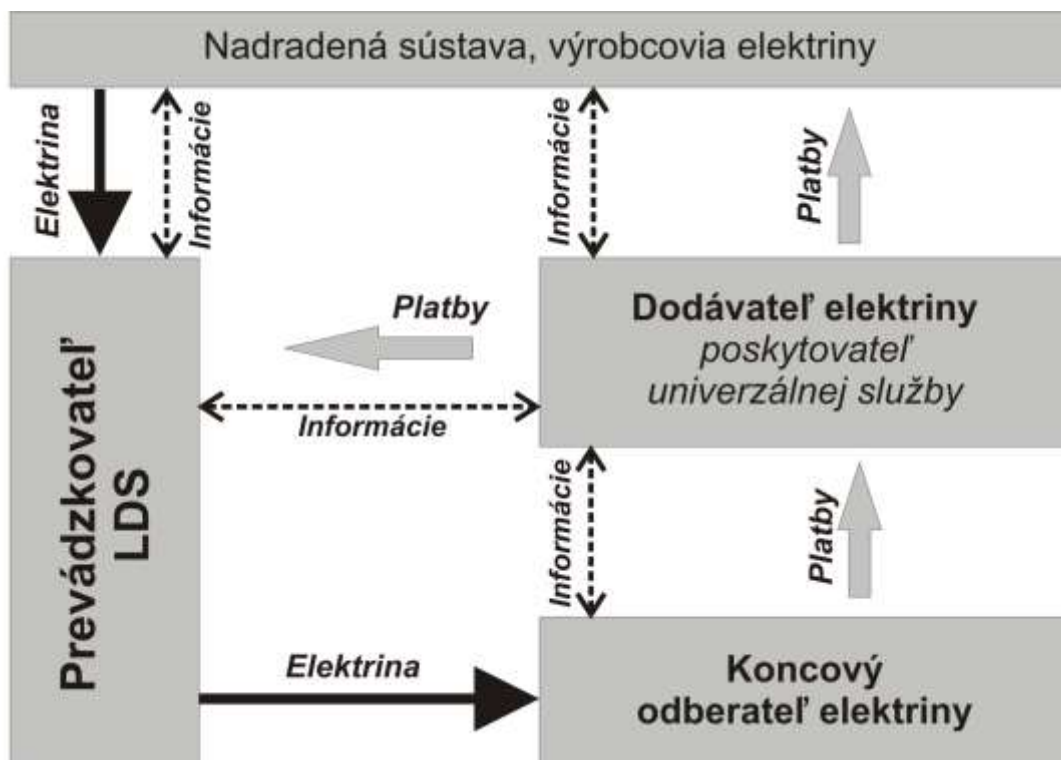 Nadradená sústava, výrobcovia elektriny
Elektrina
Informácie
Informácie
Platby
Platby
Informácie
Dodávateľ elektriny
poskytovateľ
univerzálnej služby
Prevádzkovateľ
LDS
Informácie
Platby
Elektrina
Koncový
odberateľ elektriny